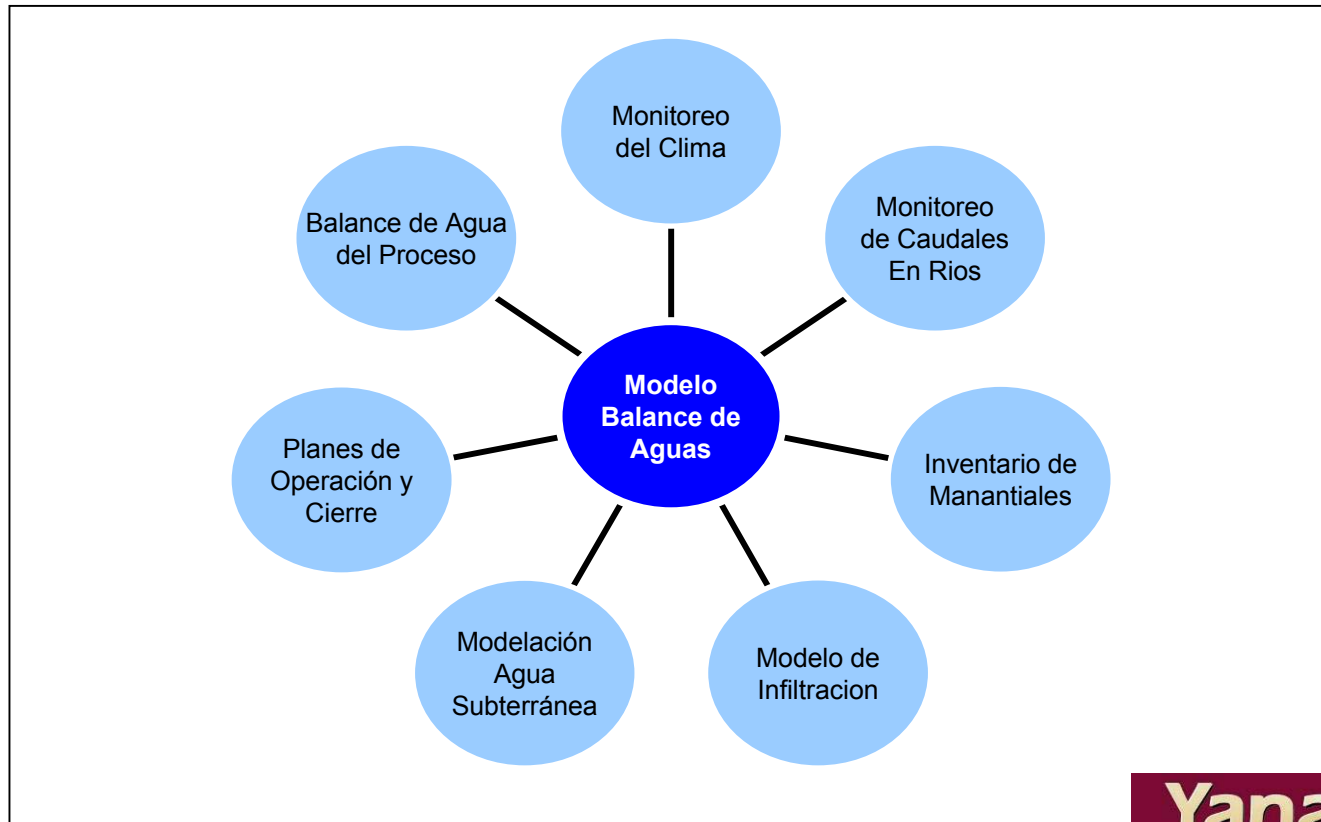 Monitoreo
del Clima
Monitoreo
de Caudales
En Rios
Balance de Agua
del Proceso
Modelo
Balance de
Aguas
Inventario de
Manantiales
Planes de
Operación y
Cierre
Modelación
Agua
Subterránea
Modelo de
Infiltracion
Yana